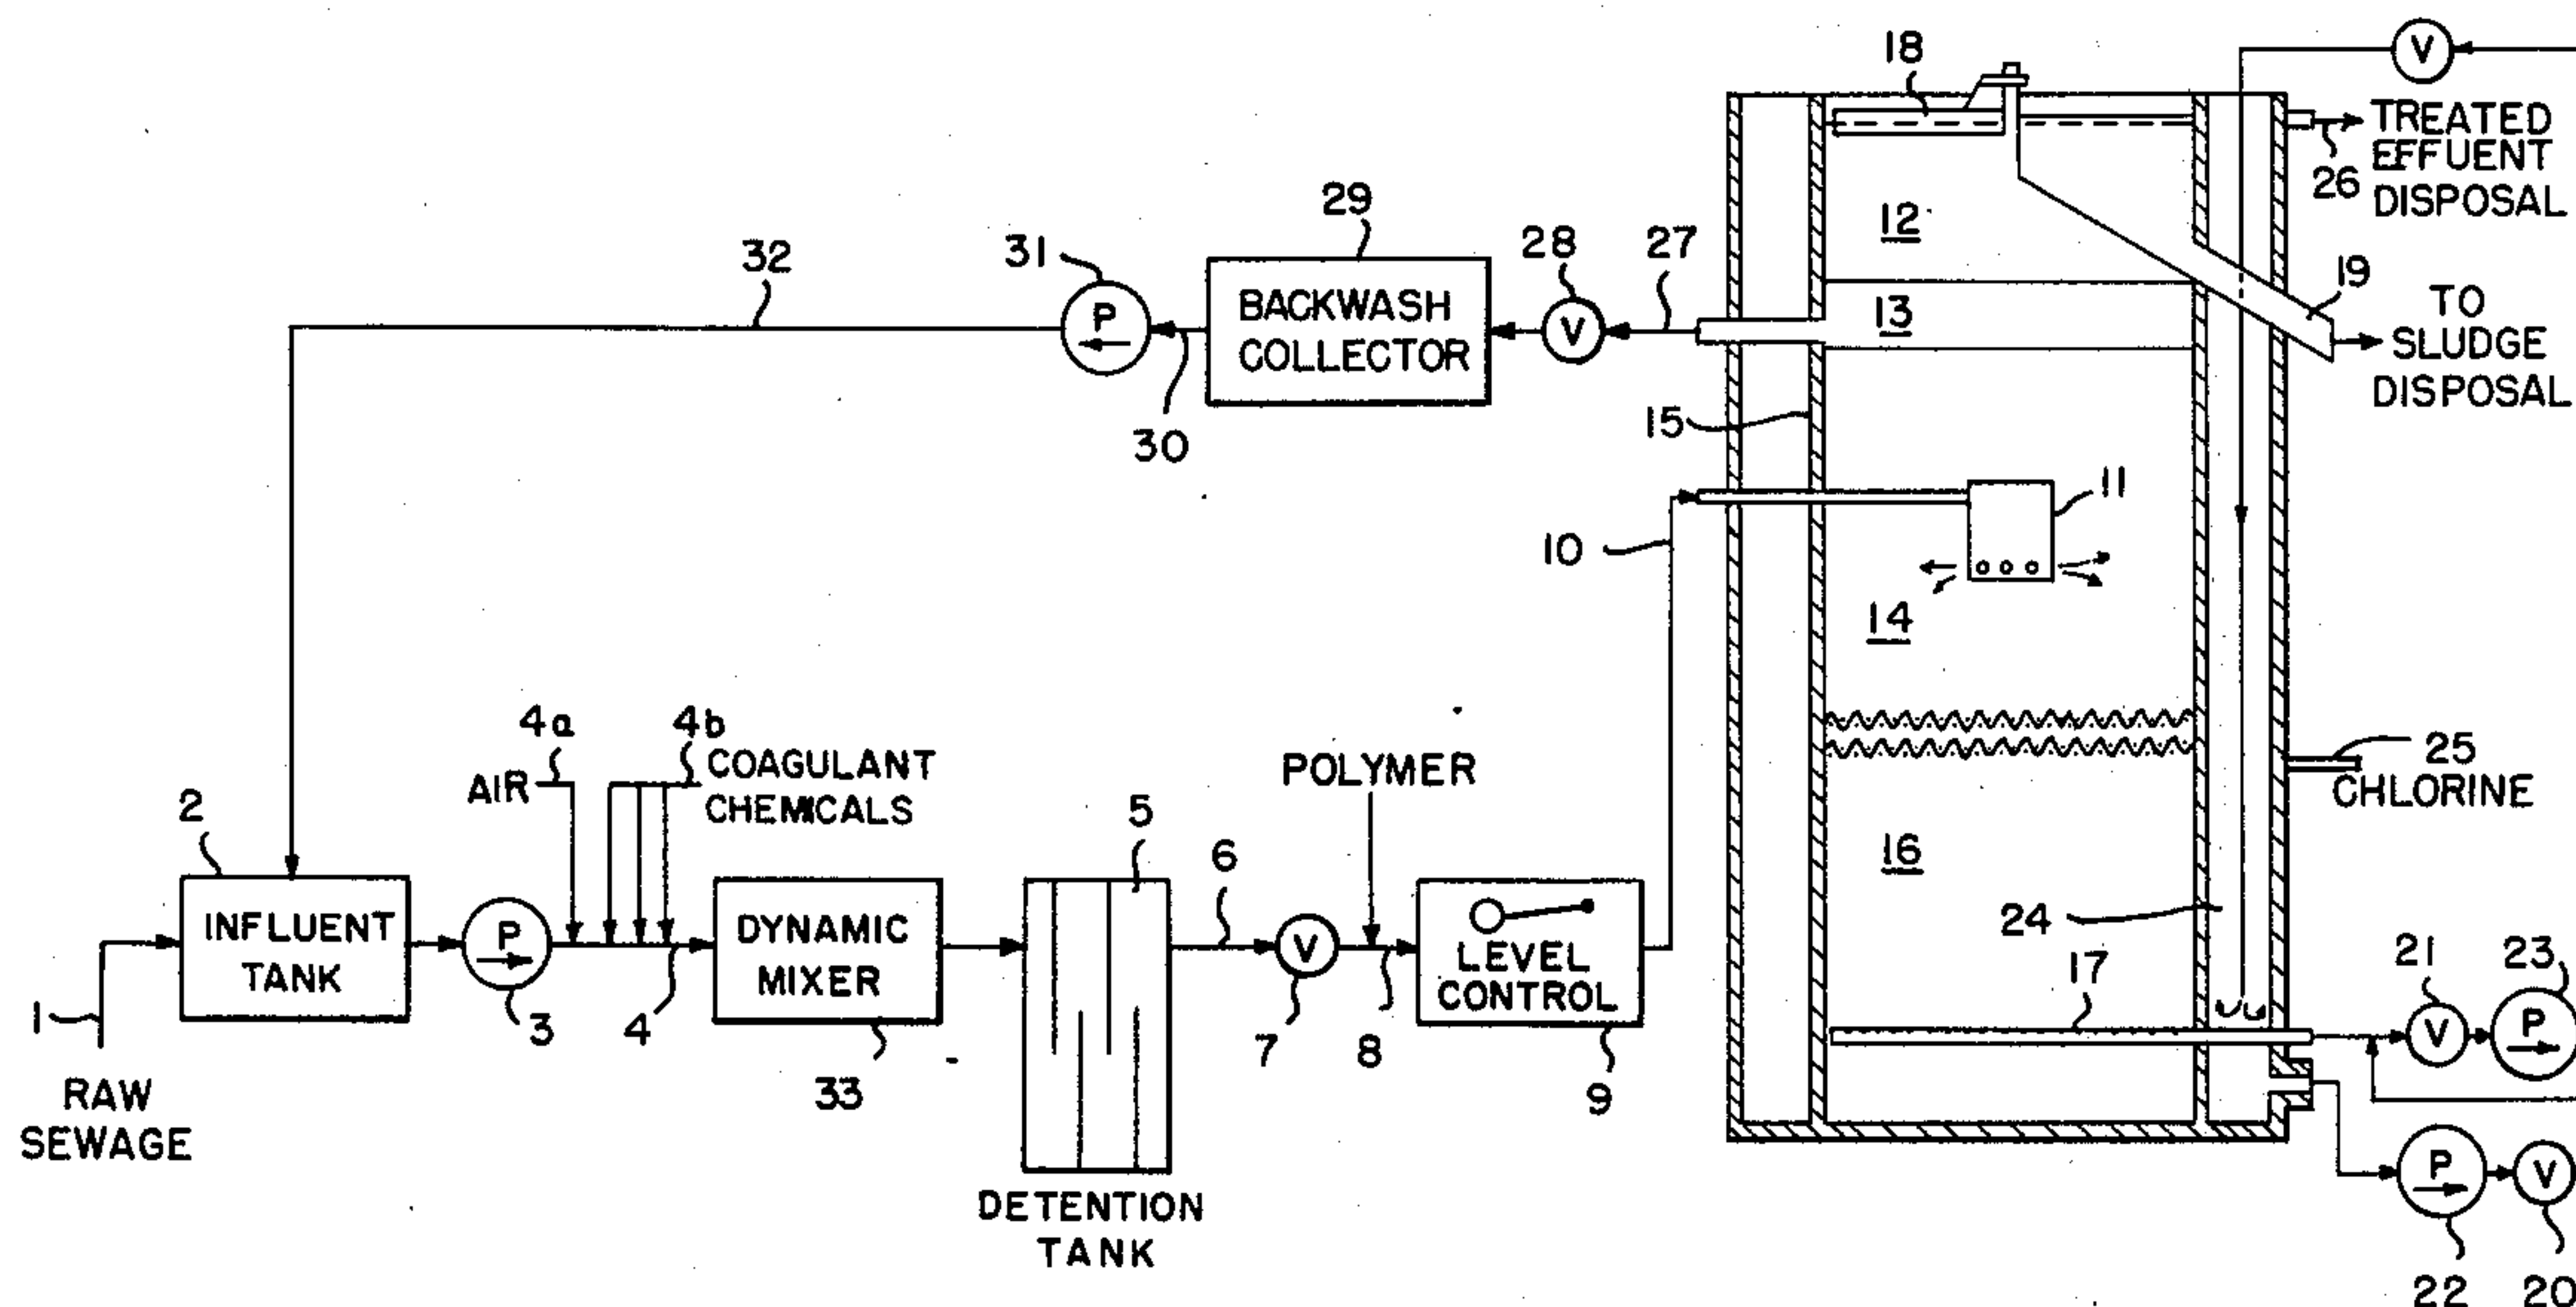 18
V
TREATED
EFFUENT
26
DISPOSAL
29
12
28
27
31
32
19
BACKWASH
COLLECTOR
P
V
13
TO
SLUDGE
DISPOSAL
30
15
11
10
14
4a
4b
AIR
COAGULANT
CHEMICALS
POLYMER
25
CHLORINE
2
5
6
16
INFLUENT
TANK
P
DYNAMIC
MIXER
V
LEVEL
CONTROL
24
17
21
23
V
P
1
3
4
7
8
9
33
RAW
SEWAGE
DETENTION
TANK
P
V
22
20